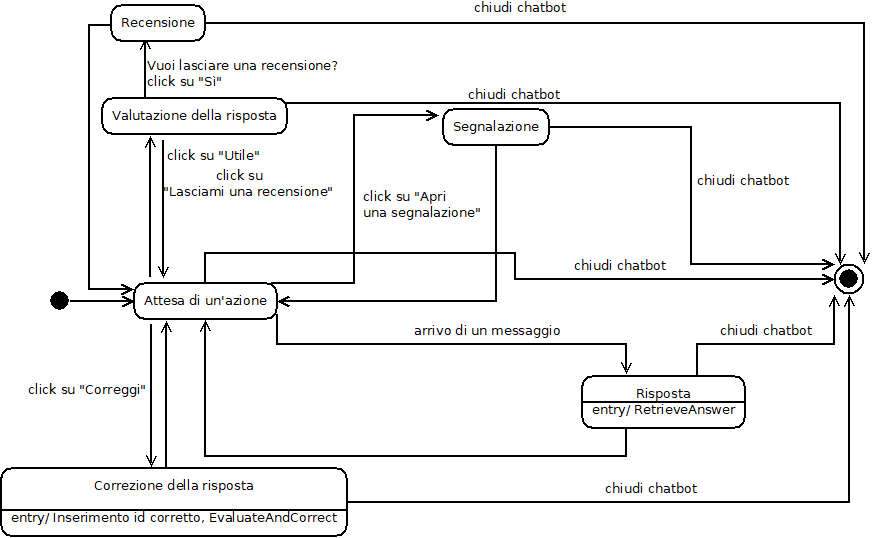 chiudi chatbot
Recensione
Vuoi lasciare una recensione?
click su "Sì"
chiudi chatbot
Valutazione della risposta
Segnalazione
click su "Utile"
click su
"Lasciami una recensione"
chiudi chatbot
click su "Apri
una segnalazione"
chiudi chatbot
Attesa di un'azione
arrivo di un messaggio
chiudi chatbot
click su "Correggi"
Risposta
entry/ RetrieveAnswer
Correzione della risposta
chiudi chatbot
entry/ Inserimento id corretto, EvaluateAndCorrect